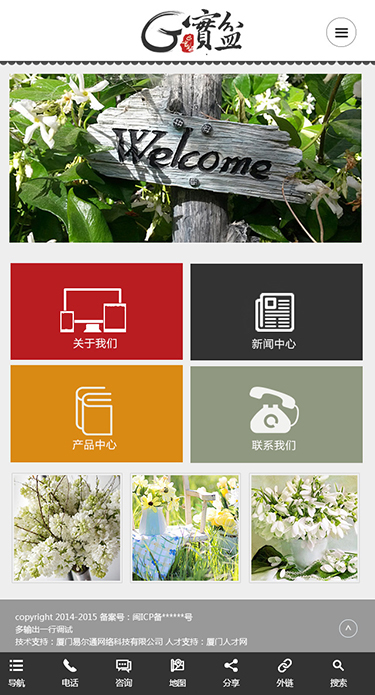 G實盆
Welcome
关于我们
新闻中心
产品中心
联系我们
copyright 2014-2015 备案号：闽ICP备******号
多输出一行调试
技术支持：厦门易尔通网络科技有限公司 人才支持：厦门人才网
导航
电话
咨询
地图
分享
外链
搜索